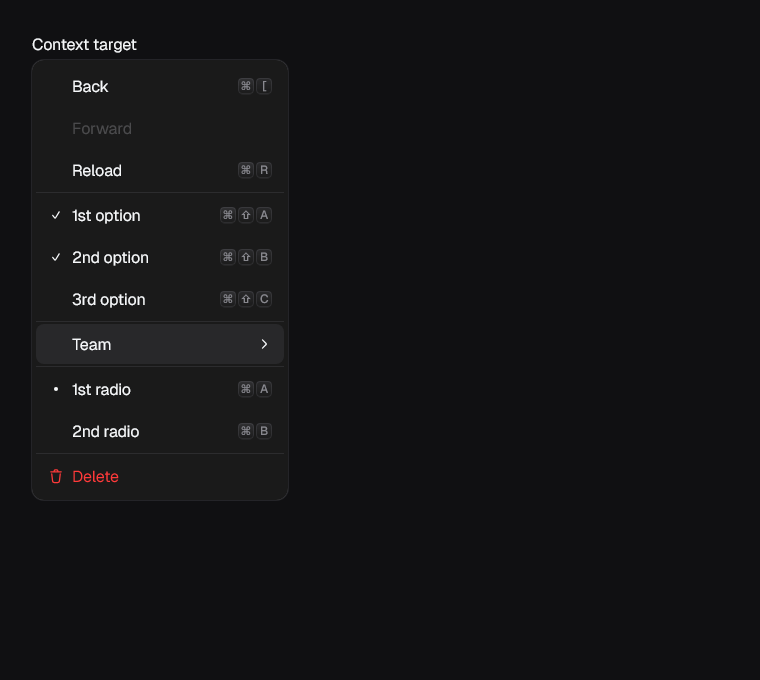 Context target
Back ⌘ [
Forward
Reload ⌘ R
1st option ⌘ ⇧ A
2nd option ⌘ ⇧ B
3rd option ⌘ ⇧ C
Team
1st radio ⌘ A
2nd radio ⌘ B
Delete